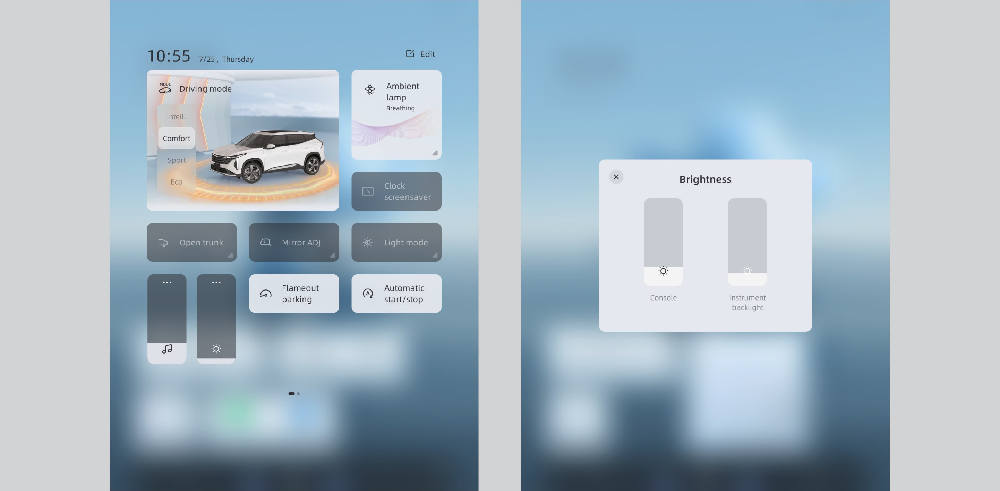 10:55 7/25 , Thursday
Edit
MODE
Driving mode
Intell.
Comfort
Sport
Eco
Ambient
lamp
Breathing
Clock
screensaver
Open trunk
Mirror ADJ
Light mode
Flameout
parking
A
Automatic
start/stop
Brightness
Console
Instrument
backlight